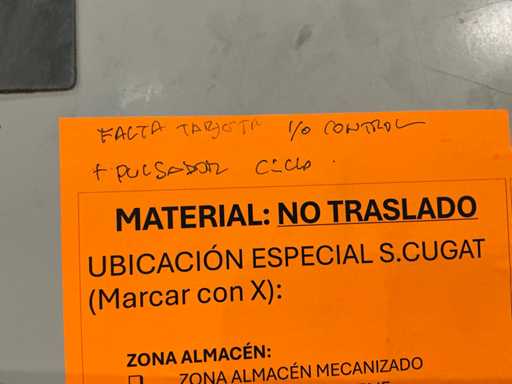 FALTA TARJETA I/O CONTROL
+ PULSADOR CICLO.
MATERIAL: NO TRASLADO
UBICACIÓN ESPECIAL S.CUGAT
(Marcar con X):
ZONA ALMACÉN:
ZONA ALMACÉN MECANIZADO